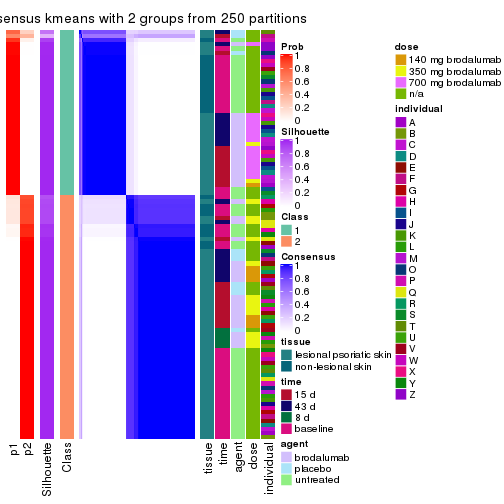 sensus kmeans with 2 groups from 250 partitions
Prob
1
0.8
0.6
0.4
0.2
0
Silhouette
1
0.8
0.6
0.4
0.2
0
Class
1
2
Consensus
1
0.8
0.6
0.4
0.2
0
tissue
lesional psoriatic skin
non-lesional skin
time
15 d
43 d
8 d
baseline
agent
brodalumab
placebo
untreated
dose
140 mg brodalumab
350 mg brodalumab
700 mg brodalumab
n/a
individual
A
B
C
D
E
F
G
H
I
J
K
L
M
O
P
Q
R
S
T
U
V
W
X
Y
Z
p1
p2
Silhouette
Class
tissue
time
agent
dose
individual